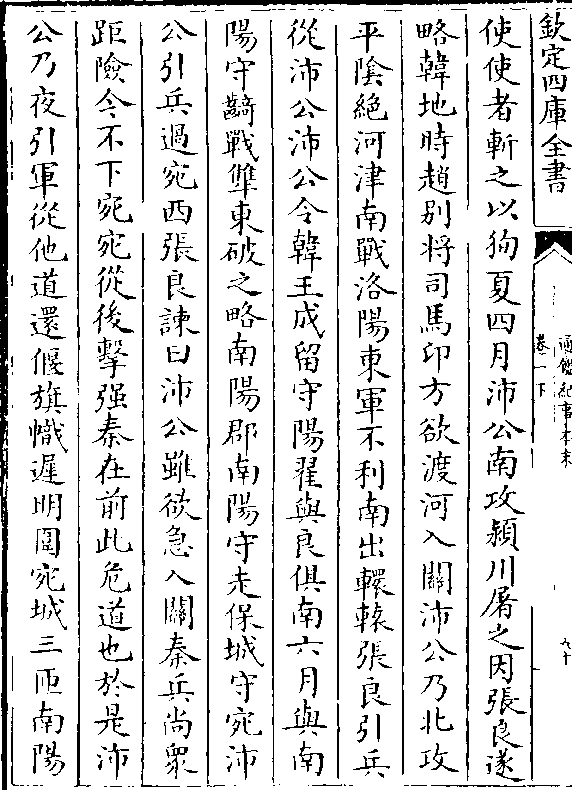 欽定四庫全書
通鑑紀事本末
卷一下
九十
使使者斬之以狥夏四月沛公南攻潁川屠之因張良遂
略韓地時趙别将司馬卬方欲渡河入關沛公乃北攻
平隂絶河津南戰洛陽東軍不利南出轘轅張良引兵
從沛公沛公令韓王成留守陽翟與良俱南六月與南
陽守齮戰犨東破之略南陽郡南陽守走保城守宛沛
公引兵過宛西張良諫曰沛公雖欲急入關秦兵尚衆
距險今不下宛宛從後擊强秦在前此危道也於是沛
公乃夜引軍從他道還偃旗幟遲明圍宛城三匝南陽